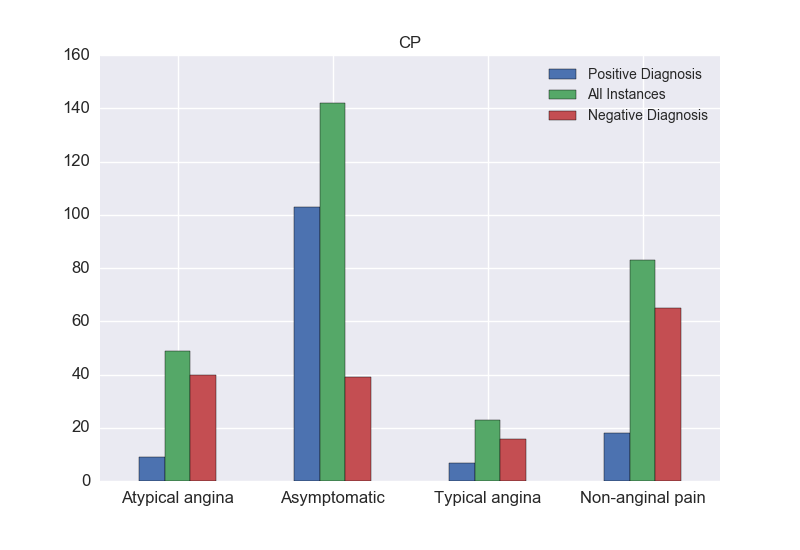 CP
160
140
120
100
80
60
40
20
0
Positive Diagnosis
All Instances
Negative Diagnosis
Atypical angina Asymptomatic Typical angina Non-anginal pain